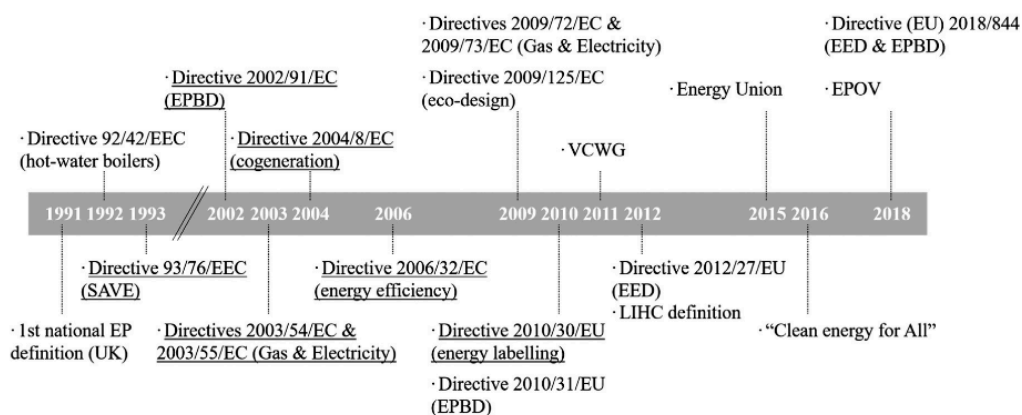 · Directives 2009/72/EC &
2009/73/EC (Gas & Electricity)
· Directive 2009/125/EC
(eco-design)
· Directive (EU) 2018/844
(EED & EPBD)
· EPOV
· Energy Union
· Directive 2002/91/EC
(EPBD)
· Directive 92/42/EEC
(hot-water boilers)
· Directive 2004/8/EC
(cogeneration)
· VCWG
1991 1992 1993 2002 2003 2004 2006 2009 2010 2011 2012 2015 2016 2018
· Directive 93/76/EEC
(SAVE)
· Directive 2006/32/EC
(energy efficiency)
· Directive 2012/27/EU
(EED)
· LIHC definition
· 1st national EP
definition (UK)
· Directives 2003/54/EC &
2003/55/EC (Gas & Electricity)
· Directive 2010/30/EU
(energy labelling)
· Directive 2010/31/EU
(EPBD)
· “Clean energy for All”